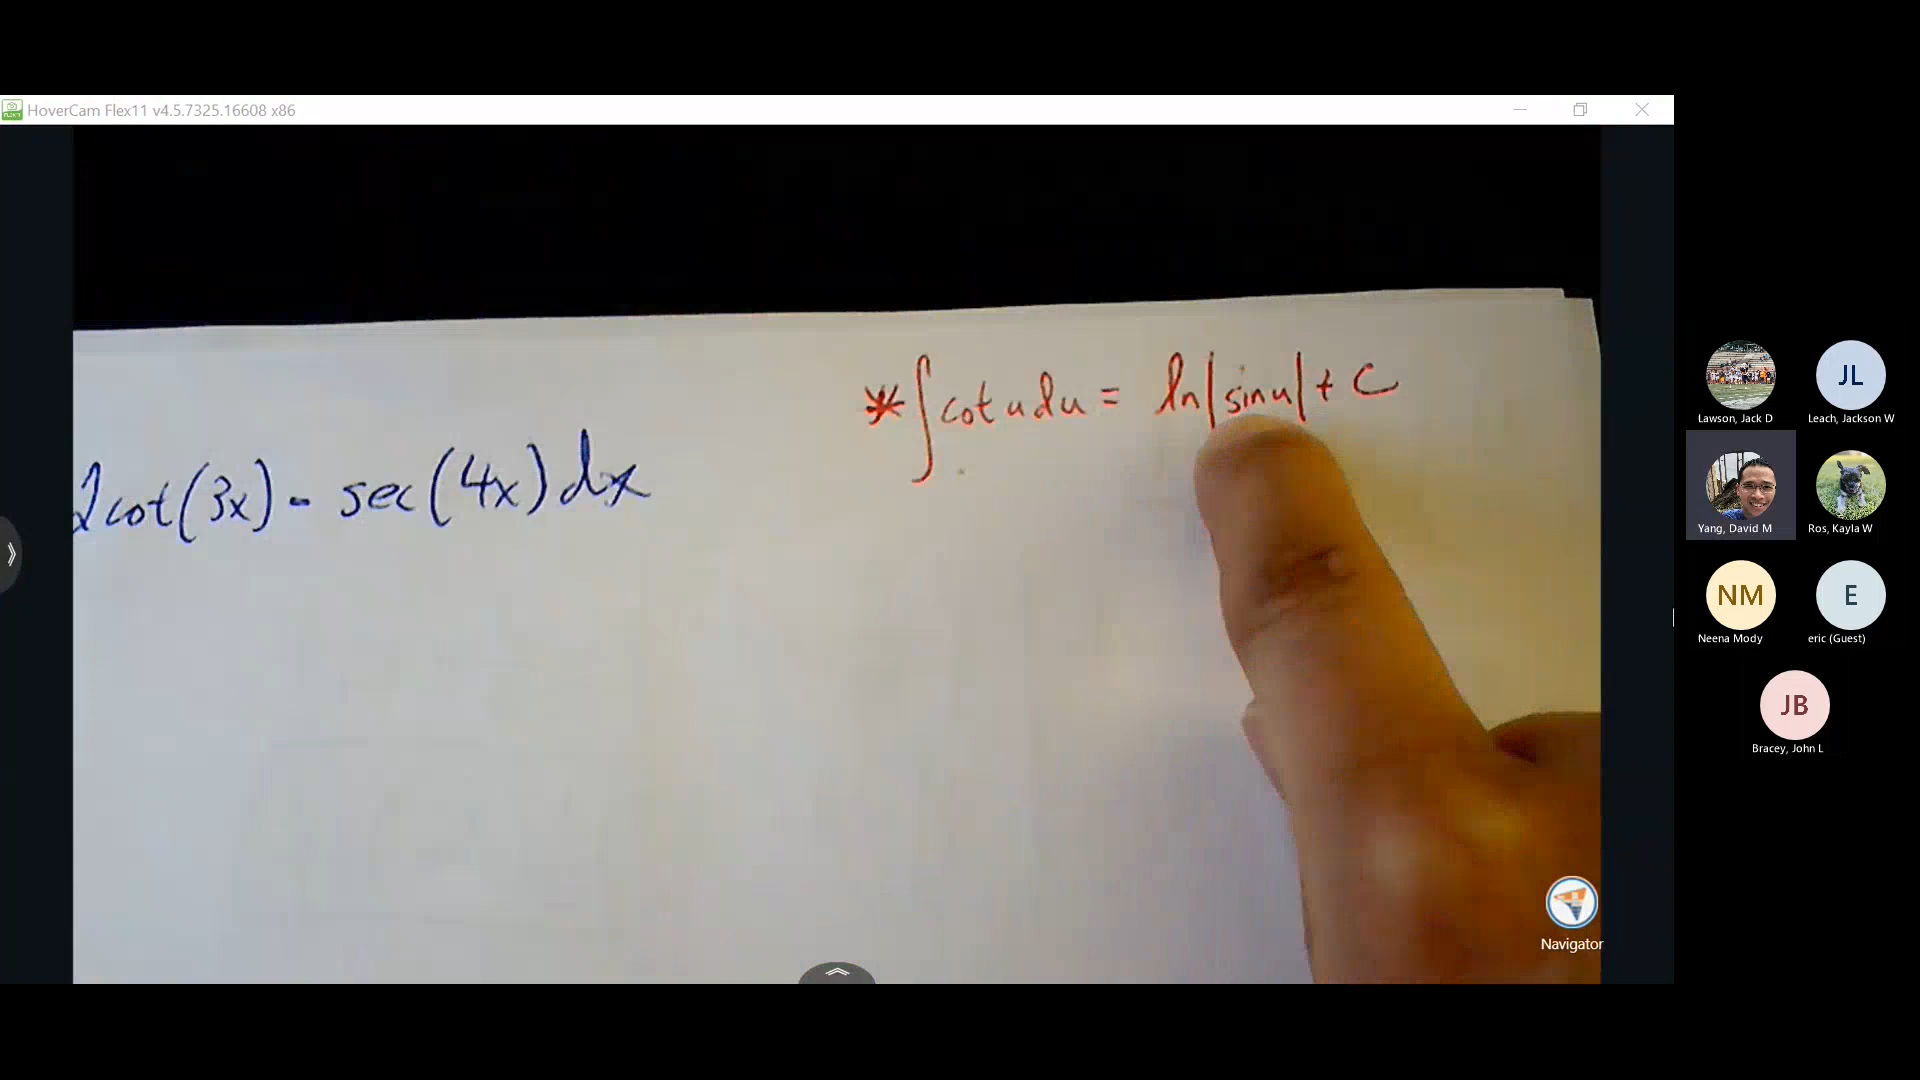 HoverCam Flex11 v4.5.7325.16608 x86
* ∫ cot u du = ln|sin u| + C
2cot(3x) - sec(4x) dx
Lawson, Jack D
JL
Leach, Jackson W
Yang, David M
Ros, Kayla W
NM
Neena Mody
E
eric (Guest)
JB
Bracey, John L
Navigator